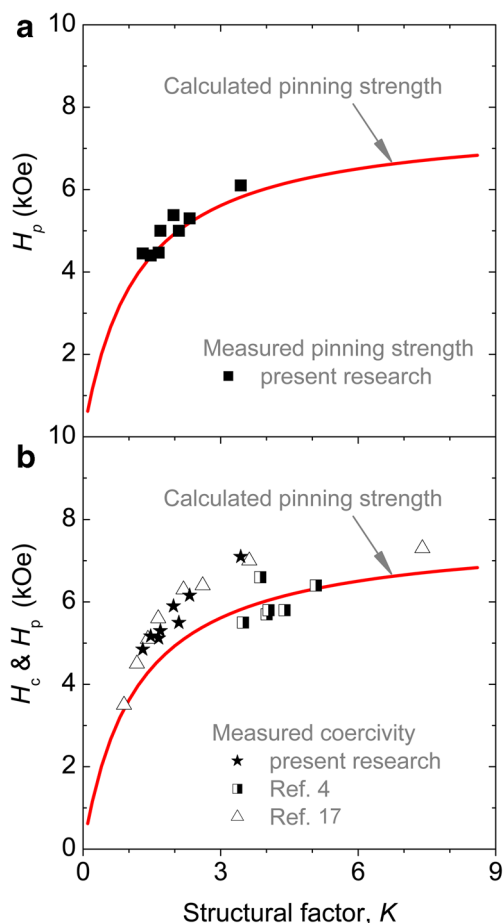 a
10
8
6
4
2
H_p (kOe)
Calculated pinning strength
Measured pinning strength
present research
b
10
8
6
4
2
0
H_c & H_p (kOe)
Calculated pinning strength
Measured coercivity
present research
Ref. 4
Ref. 17
0 3 6 9
Structural factor, K